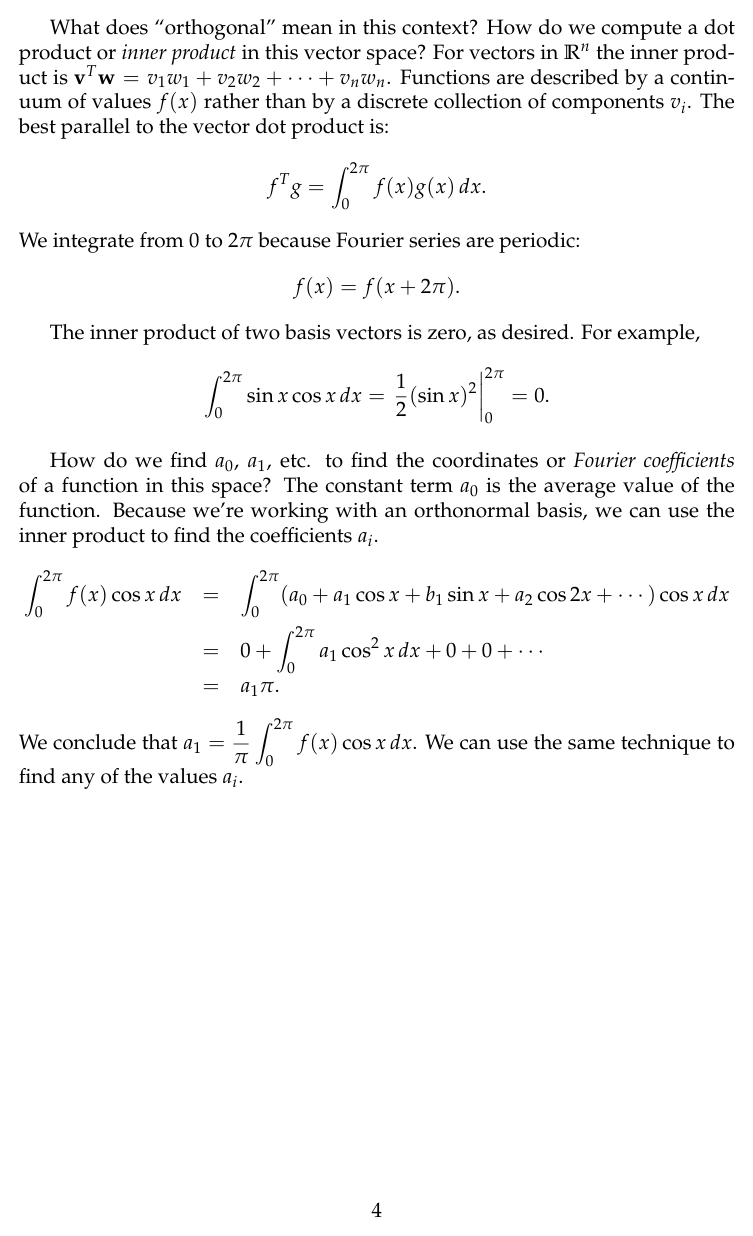 What does “orthogonal” mean in this context? How do we compute a dot
product or inner product in this vector space? For vectors in ℝⁿ the inner prod-
uct is vᵀw = v₁w₁ + v₂w₂ + · · · + vₙwₙ. Functions are described by a contin-
uum of values f(x) rather than by a discrete collection of components vᵢ. The
best parallel to the vector dot product is:
fᵀg = ∫₀^{2π} f(x)g(x) dx.
We integrate from 0 to 2π because Fourier series are periodic:
f(x) = f(x + 2π).
The inner product of two basis vectors is zero, as desired. For example,
∫₀^{2π} sin x cos x dx = 1/2 (sin x)² |₀^{2π} = 0.
How do we find a₀, a₁, etc. to find the coordinates or Fourier coefficients
of a function in this space? The constant term a₀ is the average value of the
function. Because we’re working with an orthonormal basis, we can use the
inner product to find the coefficients aᵢ.
∫₀^{2π} f(x) cos x dx = ∫₀^{2π} (a₀ + a₁ cos x + b₁ sin x + a₂ cos 2x + · · · ) cos x dx
= 0 + ∫₀^{2π} a₁ cos² x dx + 0 + 0 + · · ·
= a₁π.
We conclude that a₁ = 1/π ∫₀^{2π} f(x) cos x dx. We can use the same technique to
find any of the values aᵢ.
4